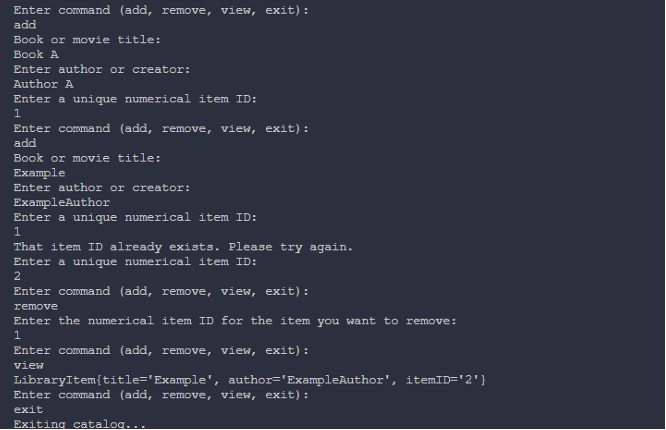 Enter command (add, remove, view, exit):
add
Book or movie title:
Book A
Enter author or creator:
Author A
Enter a unique numerical item ID:
1
Enter command (add, remove, view, exit):
add
Book or movie title:
Example
Enter author or creator:
ExampleAuthor
Enter a unique numerical item ID:
1
That item ID already exists. Please try again.
Enter a unique numerical item ID:
2
Enter command (add, remove, view, exit):
remove
Enter the numerical item ID for the item you want to remove:
1
Enter command (add, remove, view, exit):
view
LibraryItem{title='Example', author='ExampleAuthor', itemID='2'}
Enter command (add, remove, view, exit):
exit
Exiting catalog...